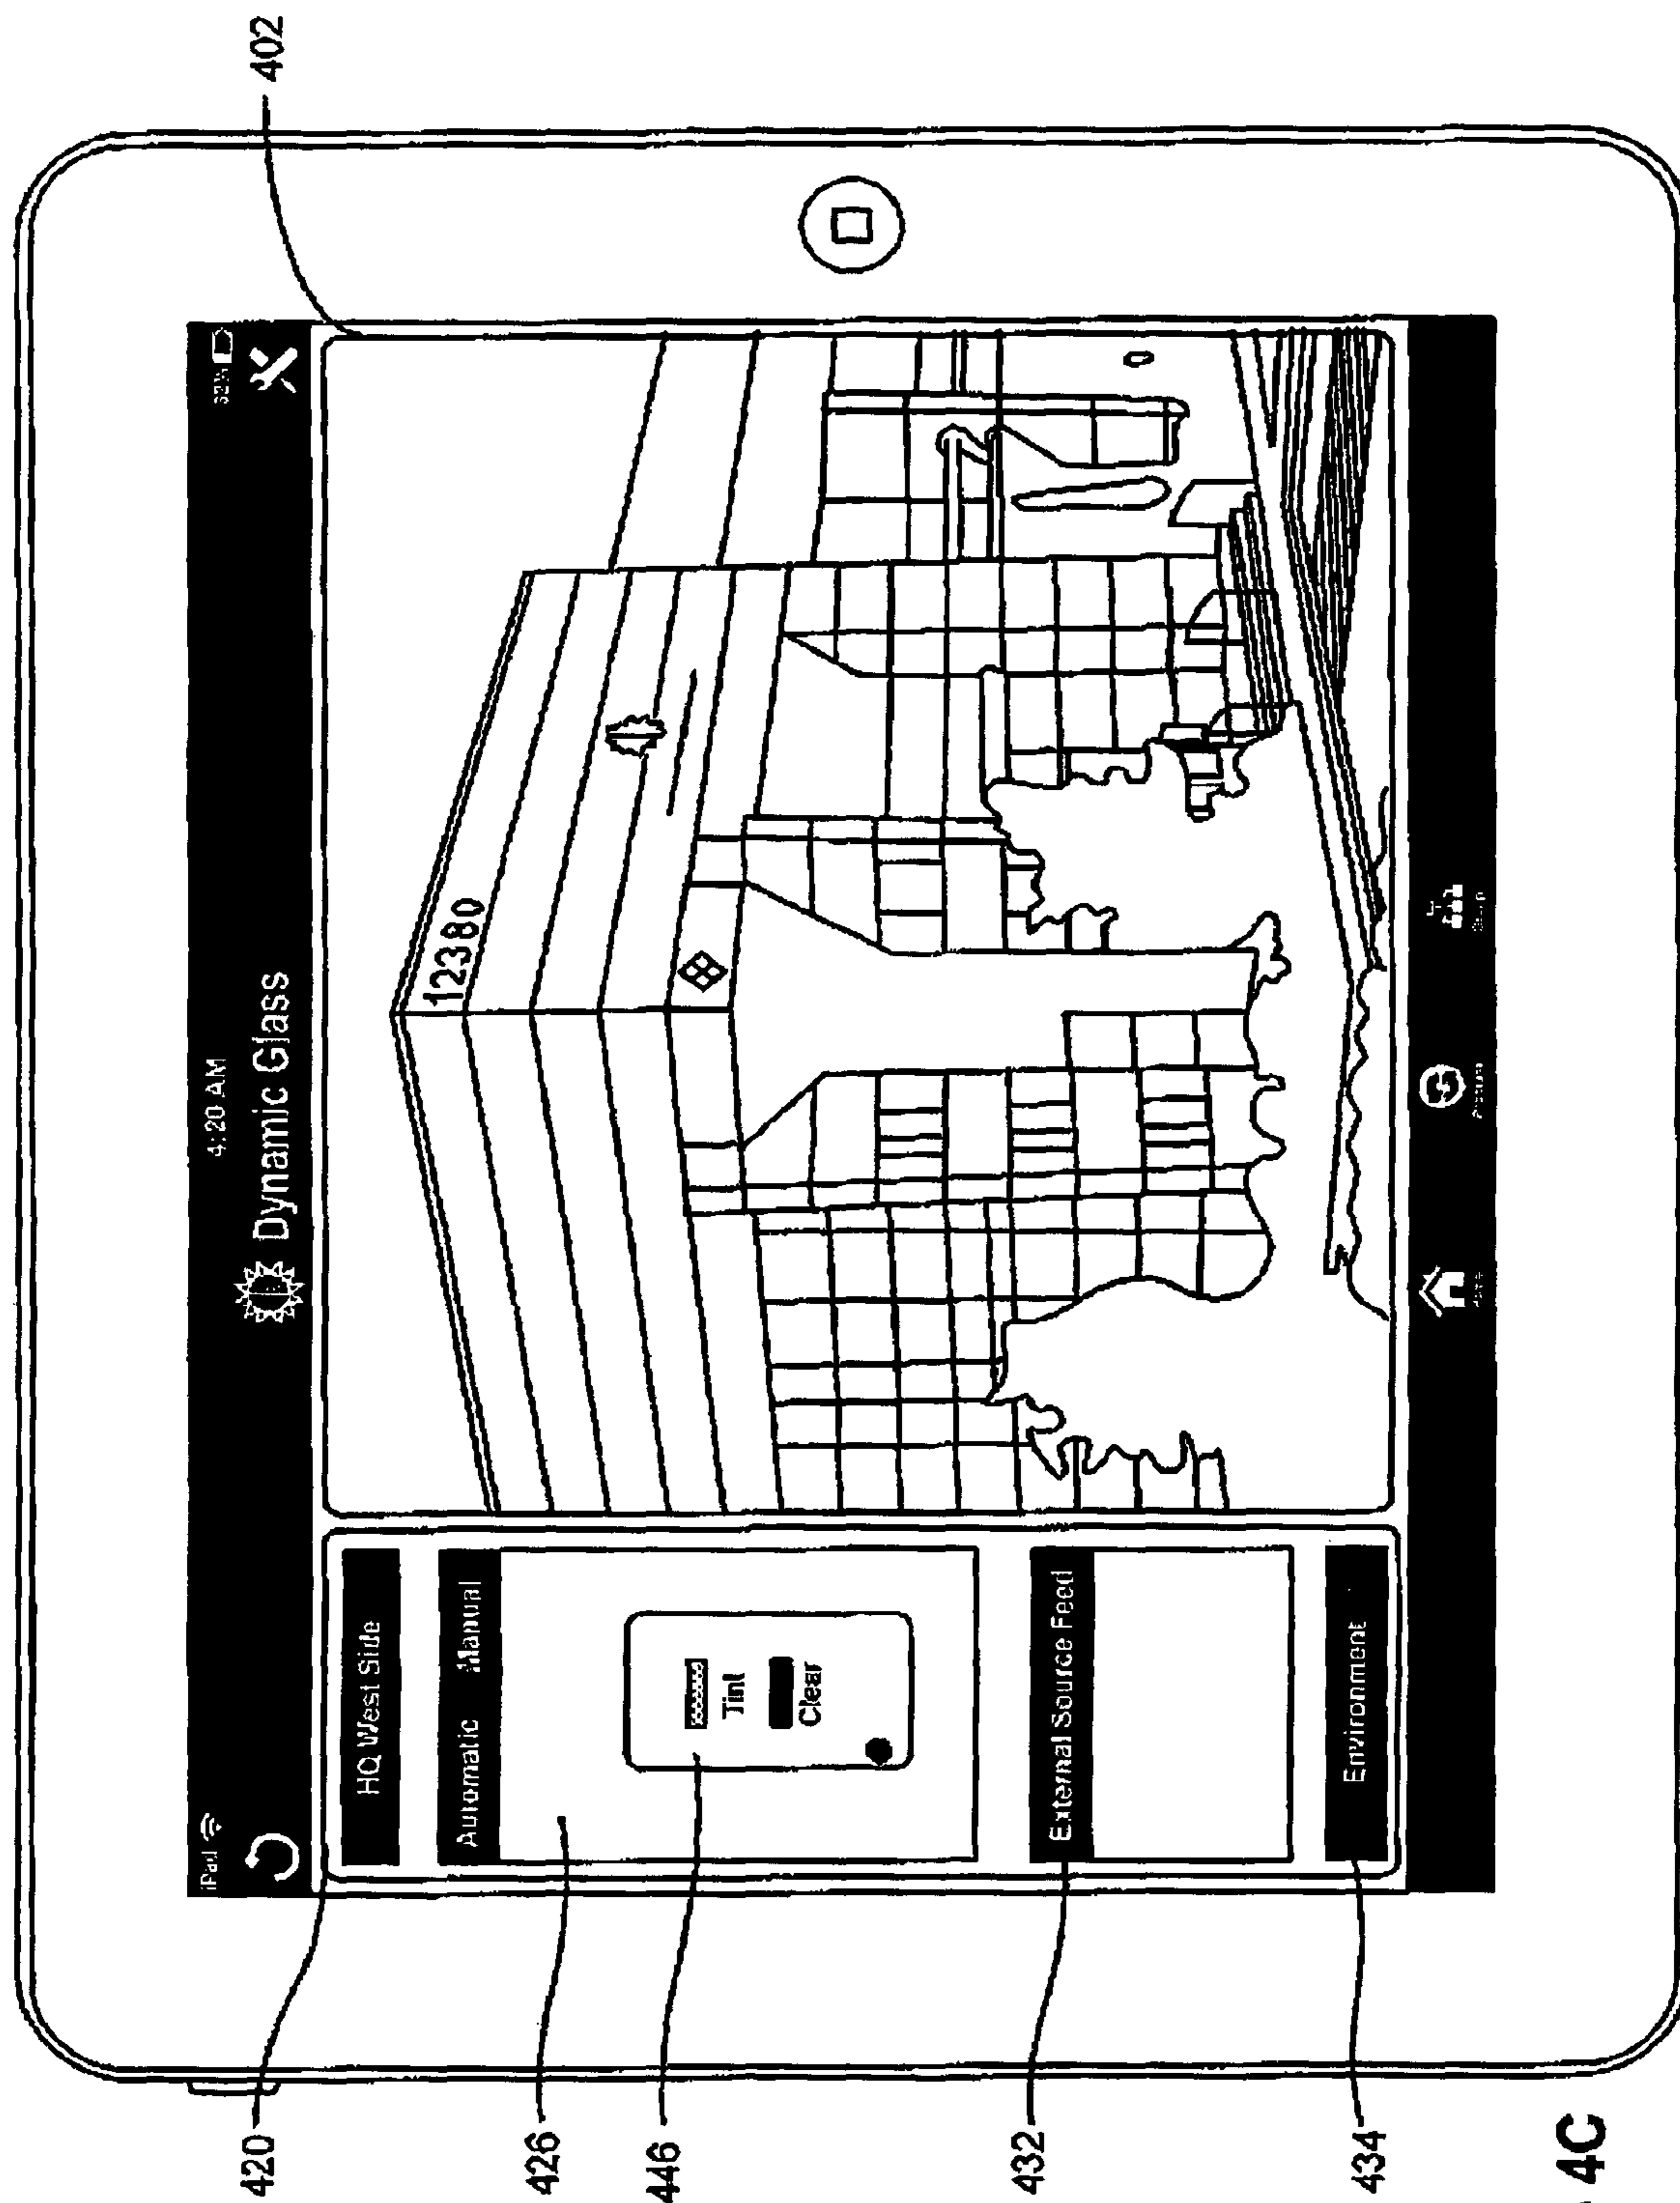 iPad
4:20 AM
Dynamic Glass
402
420
HQ West Side
12380
Automatic Manual
426
446
Tint
Clear
432
External Source Feed
434
Environment
4C